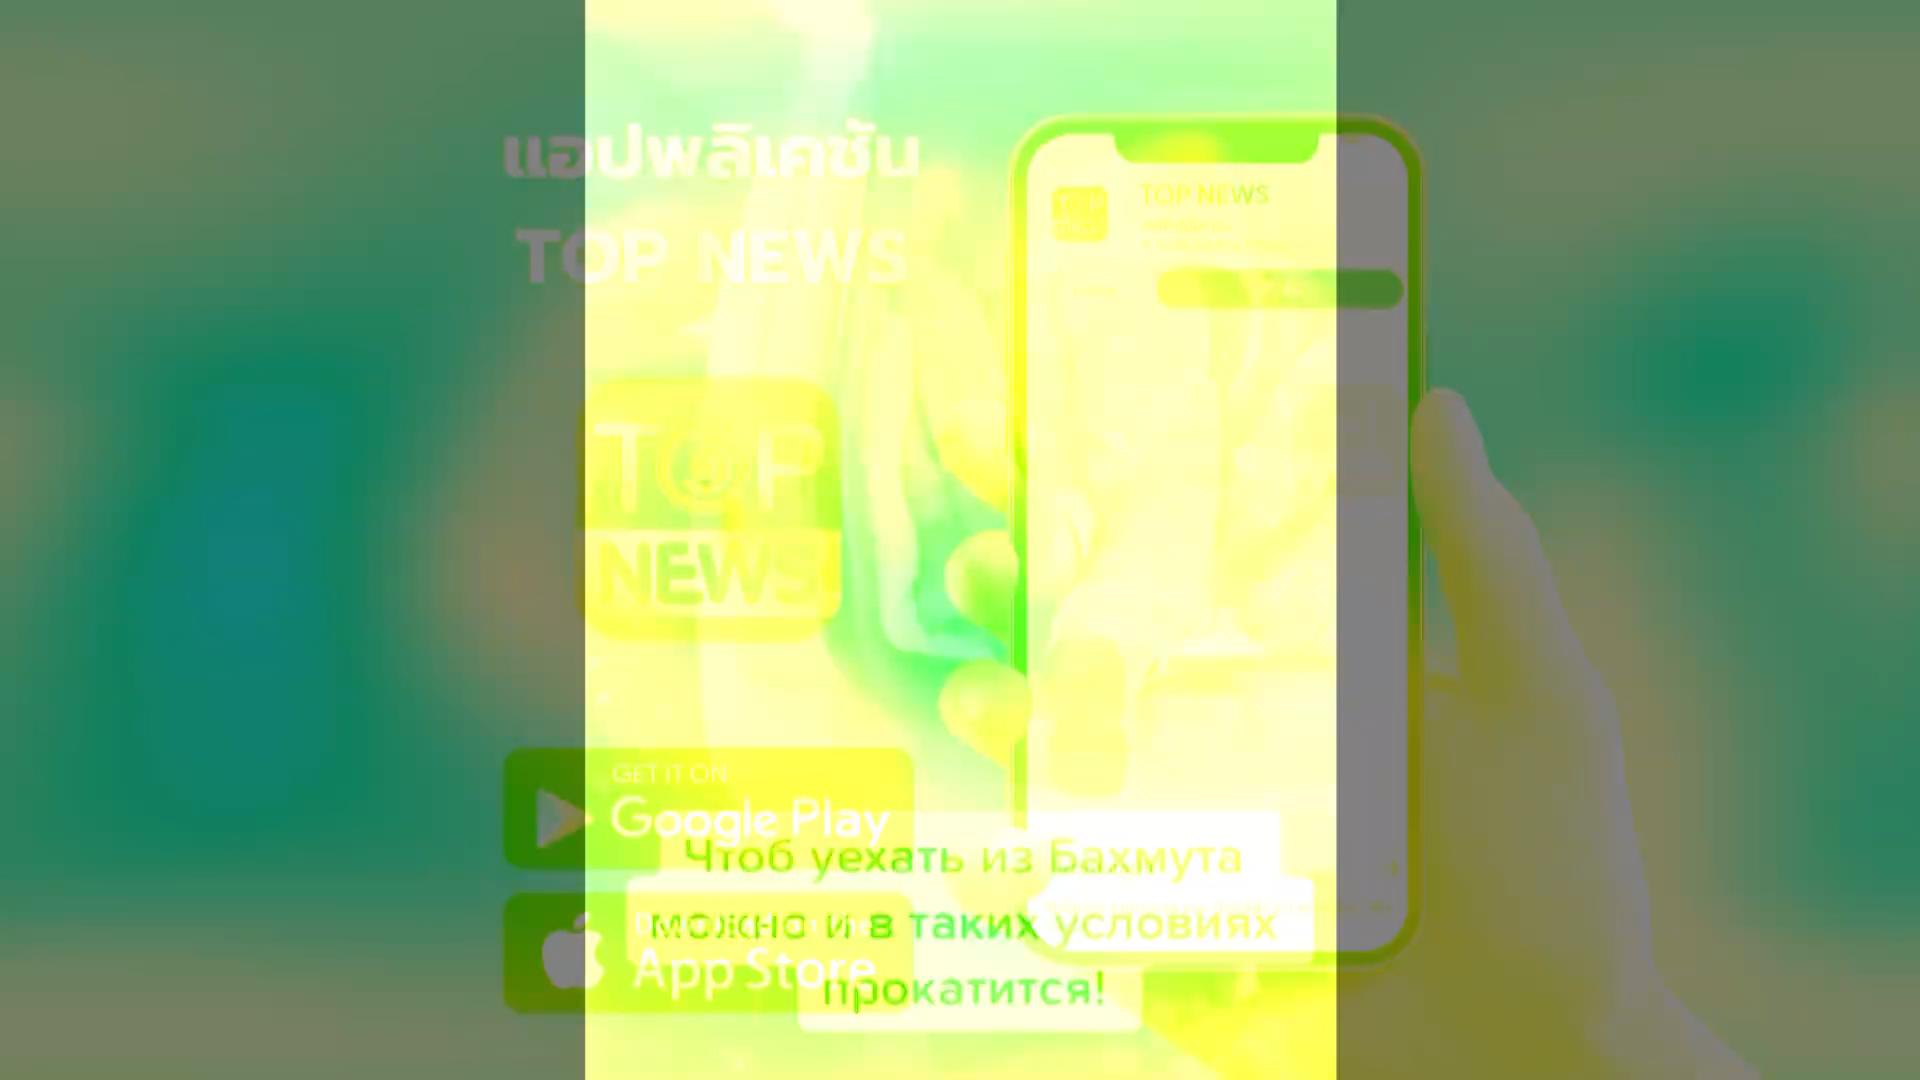 แอปพลิเคชัน
TOP NEWS
TOP NEWS
TOP
NEWS
GET IT ON
Google Play
App Store
Чтоб уехать из Бахмута
можно и в таких условиях
прокатится!